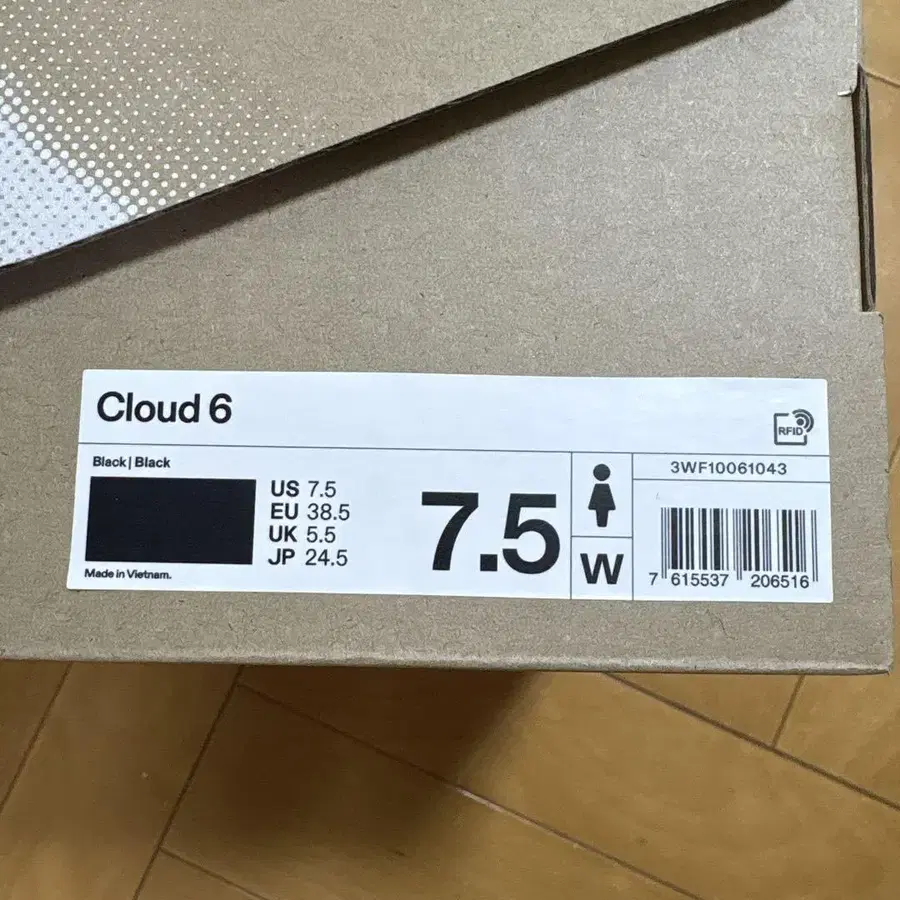 Cloud 6
RFID
Black | Black
US 7.5
EU 38.5
UK 5.5
JP 24.5
Made in Vietnam.
7.5
W
3WF10061043
7 615537 206516